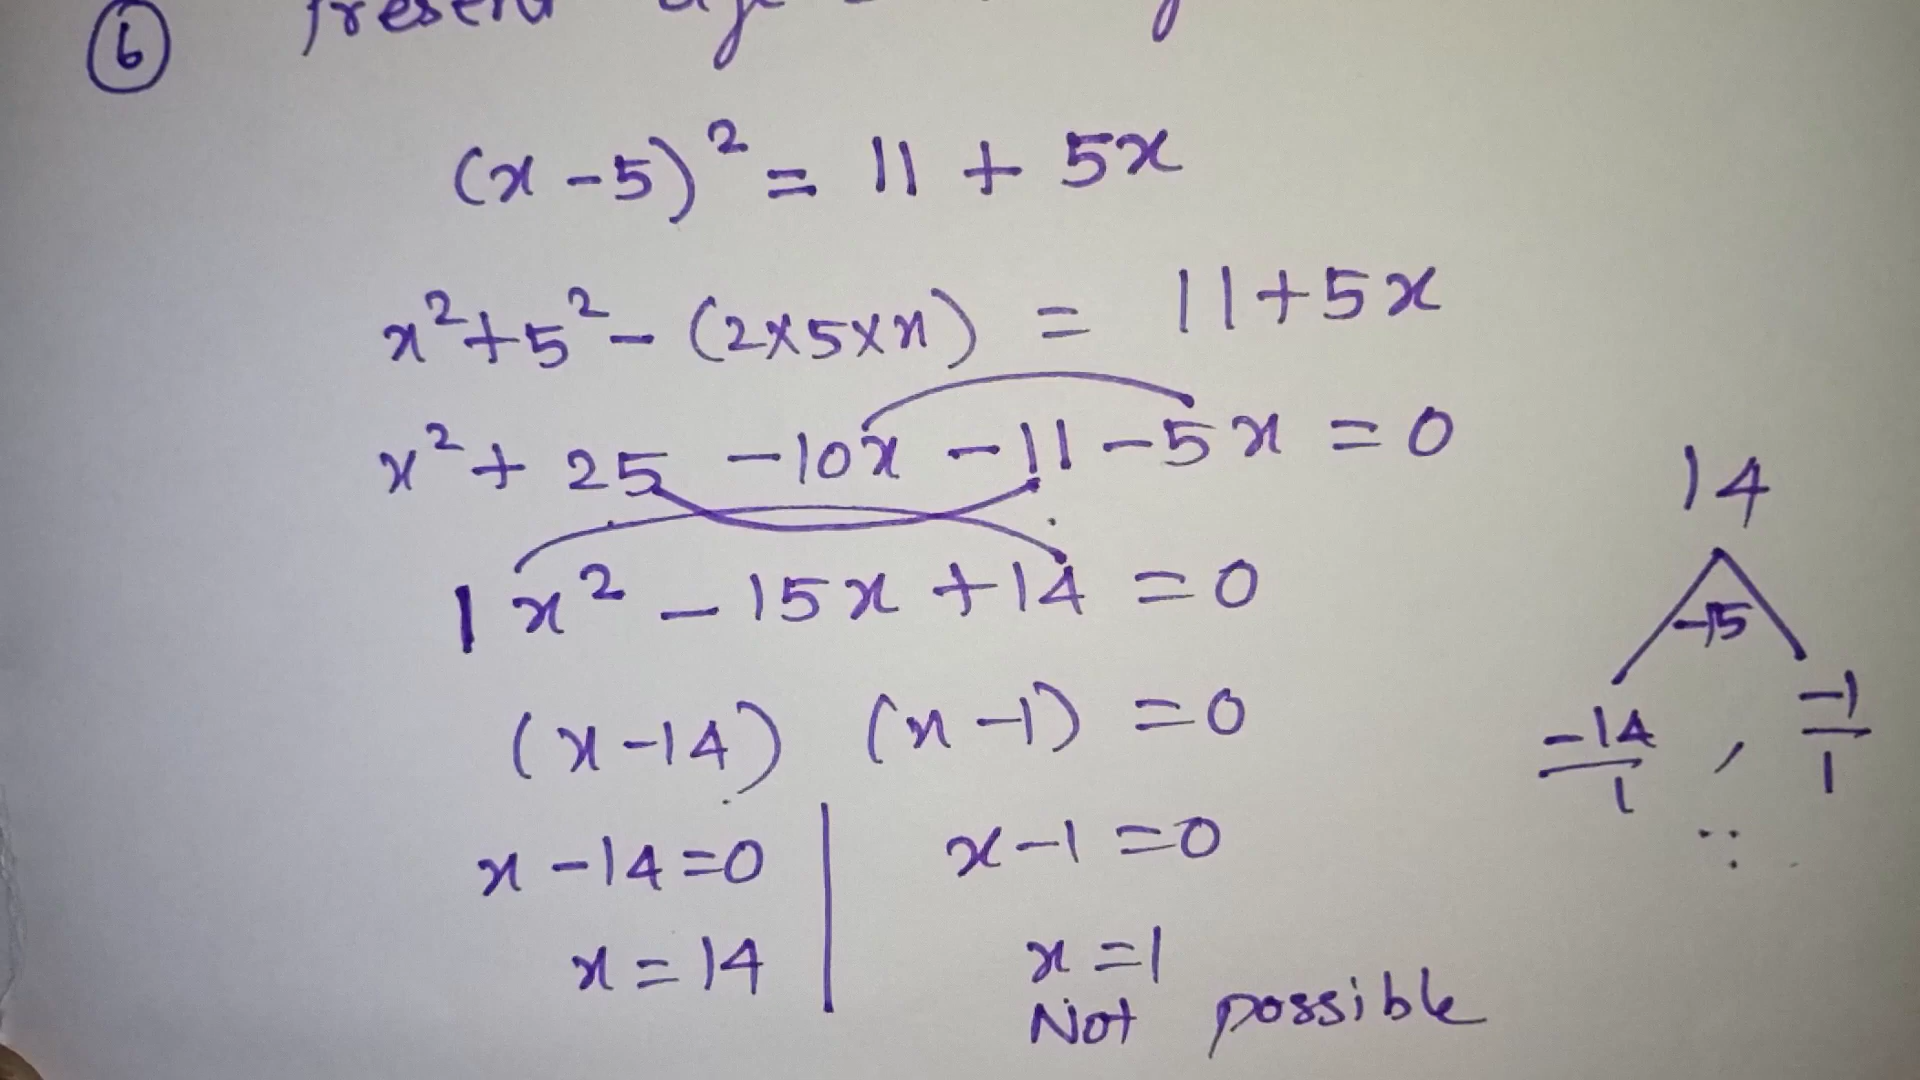 6
(x - 5)² = 11 + 5x
x² + 5² - (2×5×x) = 11 + 5x
x² + 25 - 10x - 11 - 5x = 0
1x² - 15x + 14 = 0
(x - 14) (x - 1) = 0
x - 14 = 0
x = 14
x - 1 = 0
x = 1
Not possible
14
-15
-14/1 , -1/1